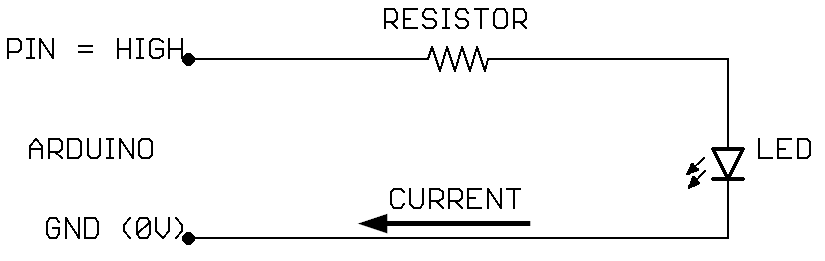 RESISTOR
PIN = HIGH
ARDUINO
LED
CURRENT
GND (0V)